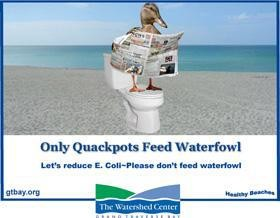 Only Quackpots Feed Waterfowl
Let's reduce E. Coli~Please don't feed waterfowl
gtbay.org
Healthy Beaches
The Watershed Center
GRAND TRAVERSE BAY